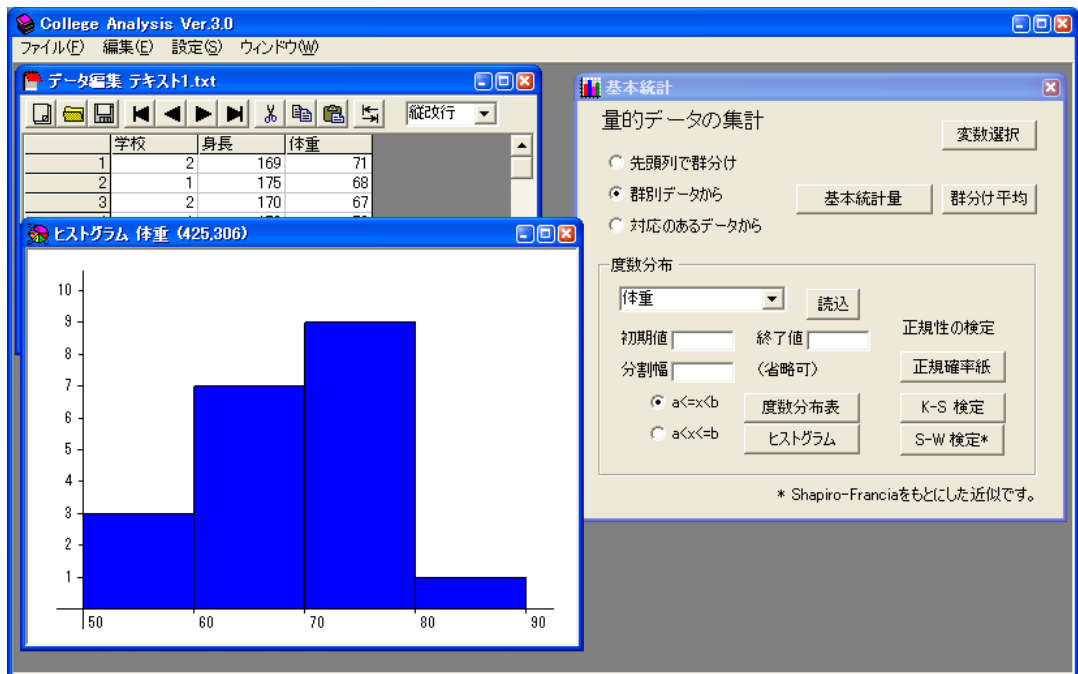 College Analysis Ver.3.0
ファイル(F) 編集(E) 設定(S) ウィンドウ(W)
データ編集 テキスト1.txt
縦改行
学校 身長 体重
1 2 169 71
2 1 175 68
3 2 170 67
ヒストグラム 体重 (425,306)
10
9
8
7
6
5
4
3
2
1
50 60 70 80 90
基本統計
量的データの集計
変数選択
先頭列で群分け
群別データから
基本統計量 群分け平均
対応のあるデータから
度数分布
体重 読込
初期値 終了値
正規性の検定
分割幅 (省略可)
正規確率紙
a<=x<b 度数分布表 K-S 検定
a<x<=b ヒストグラム S-W 検定*
* Shapiro-Franciaをもとにした近似です。